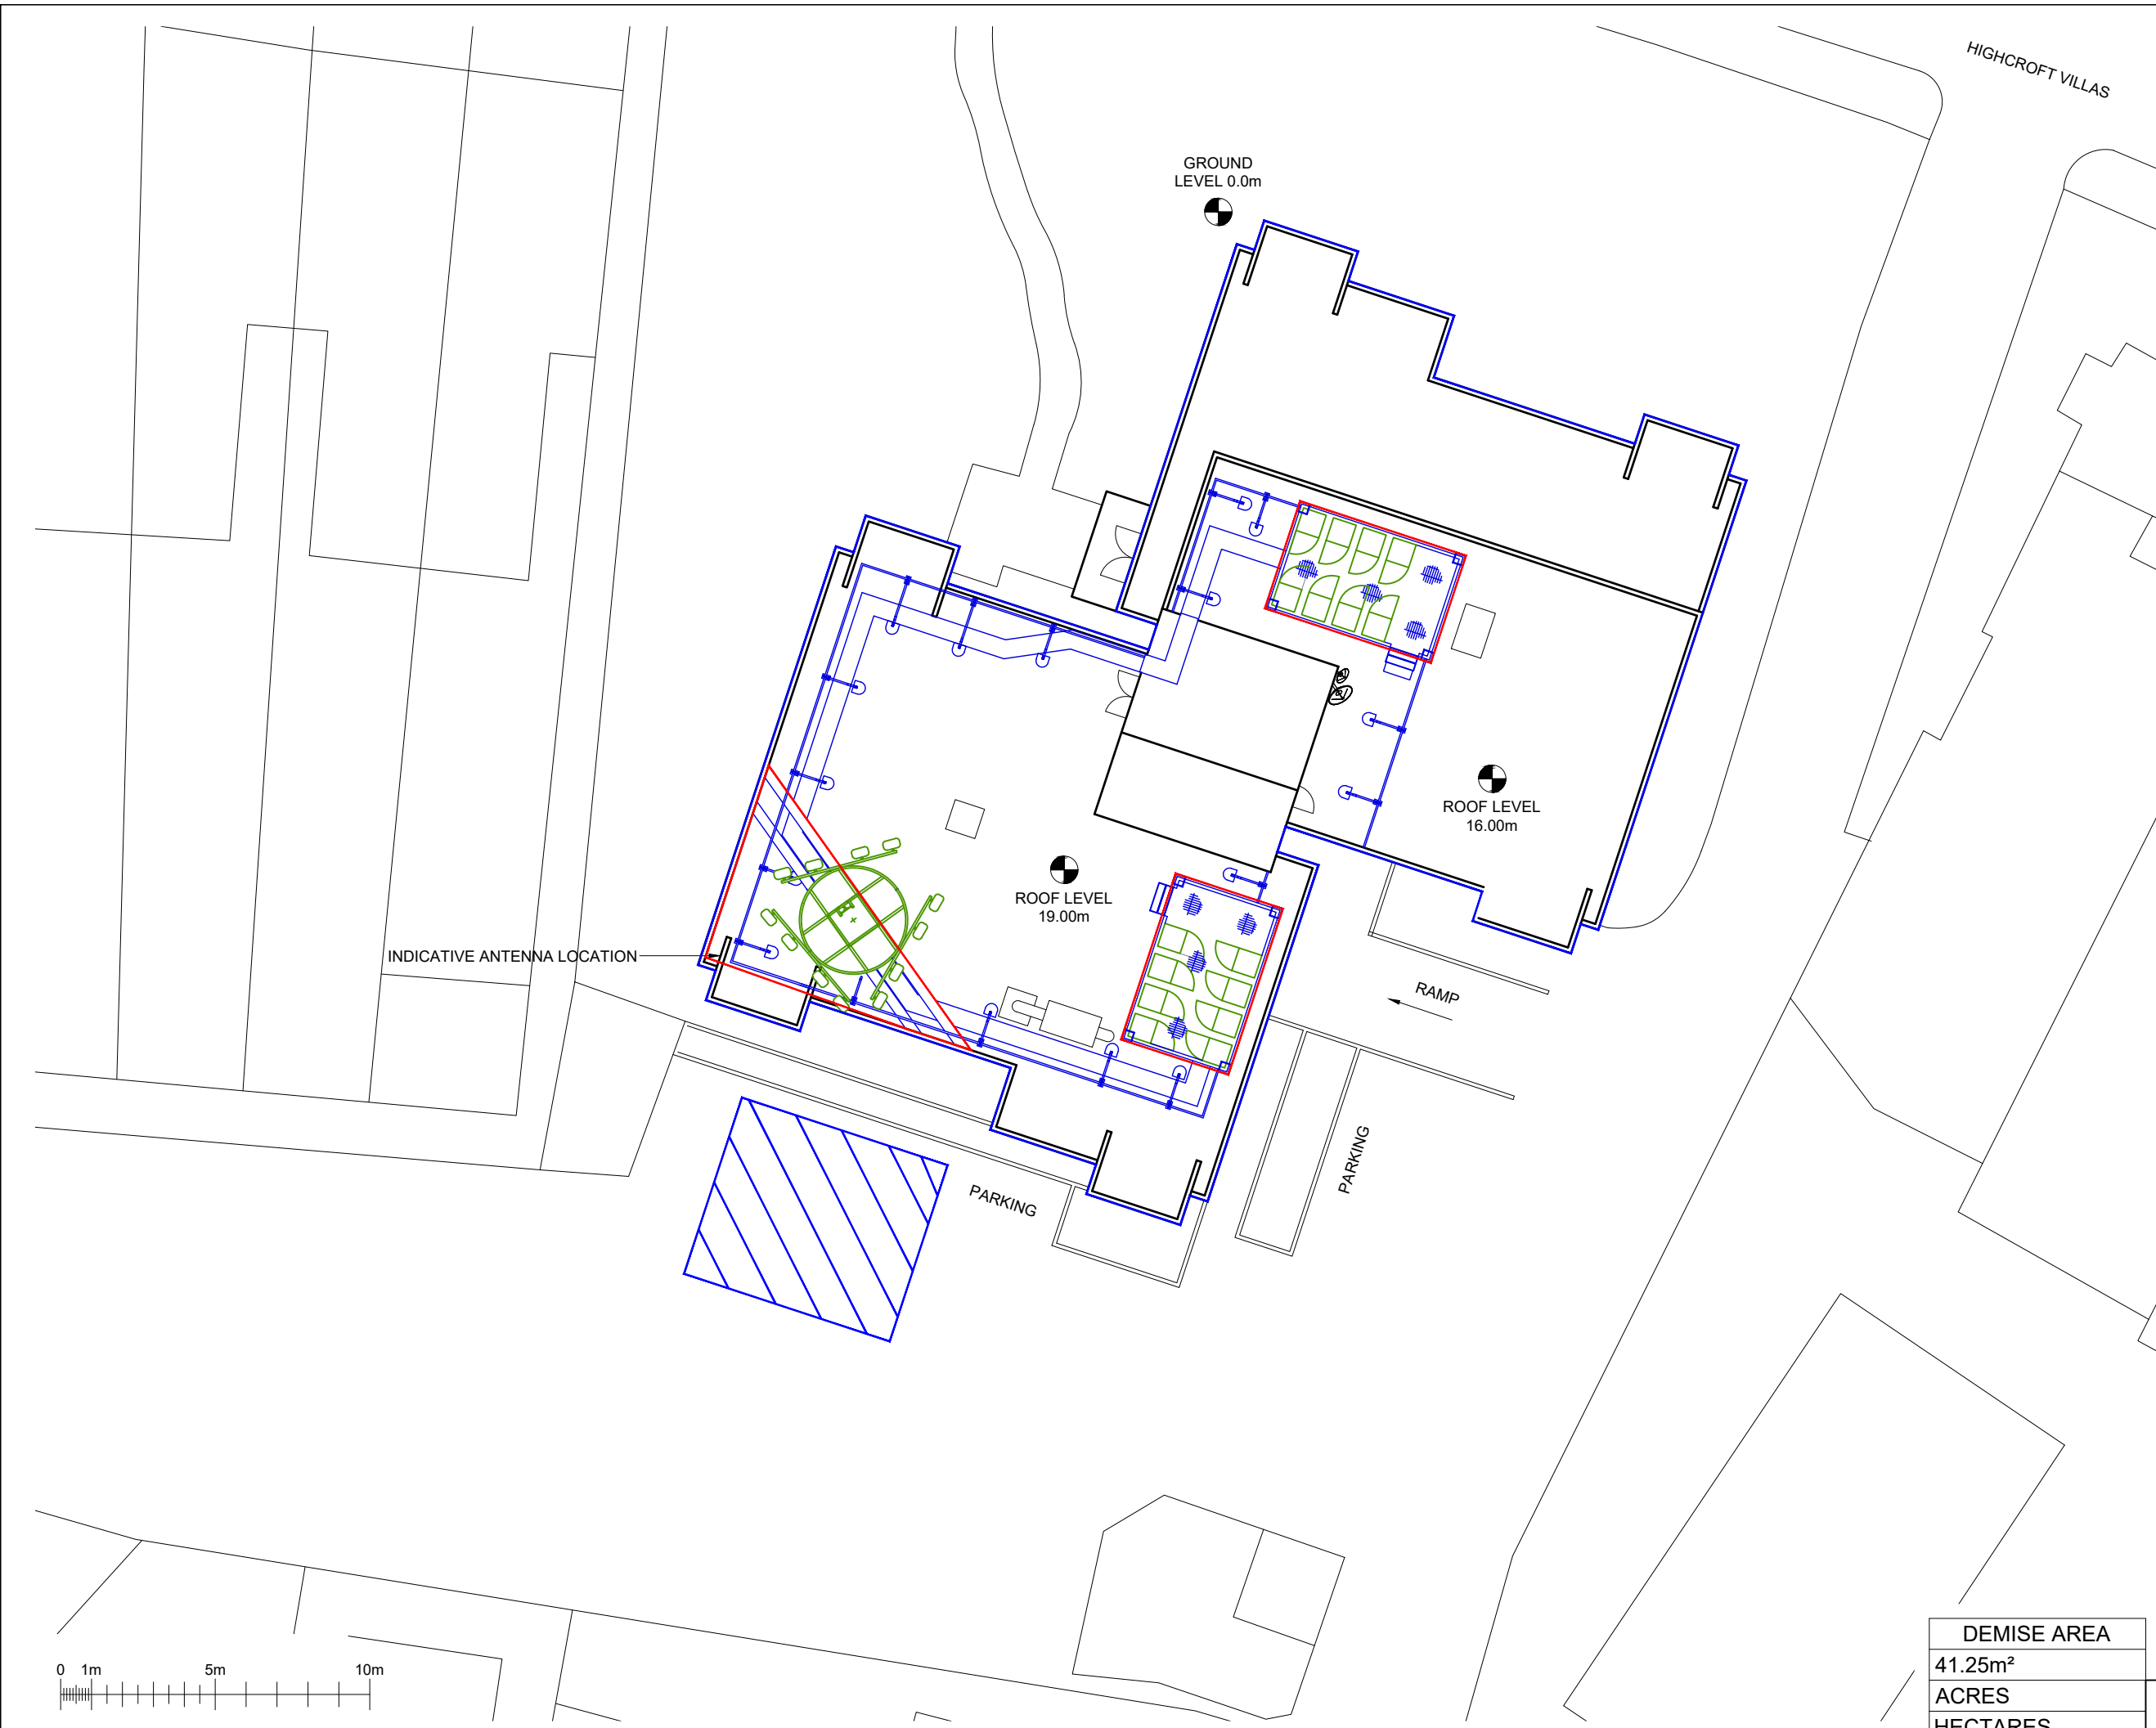 HIGHCROFT VILLAS
GROUND
LEVEL 0.0m
ROOF LEVEL
16.00m
ROOF LEVEL
19.00m
INDICATIVE ANTENNA LOCATION
RAMP
PARKING
PARKING
0 1m 5m 10m
DEMISE AREA
41.25m²
ACRES
HECTARES